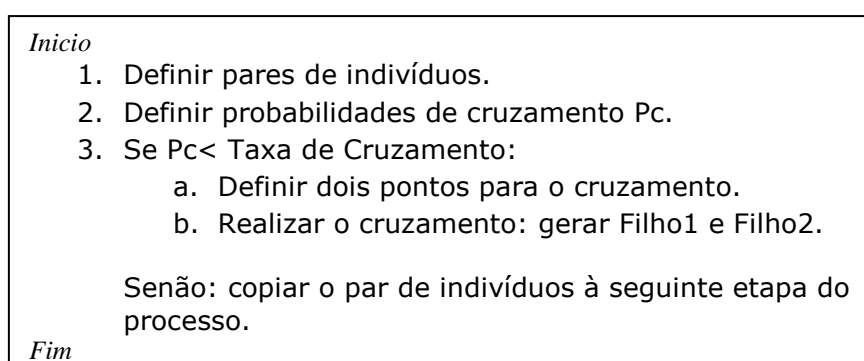 Inicio
1. Definir pares de indivíduos.
2. Definir probabilidades de cruzamento Pc.
3. Se Pc< Taxa de Cruzamento:
a. Definir dois pontos para o cruzamento.
b. Realizar o cruzamento: gerar Filho1 e Filho2.
Senão: copiar o par de indivíduos à seguinte etapa do
processo.
Fim